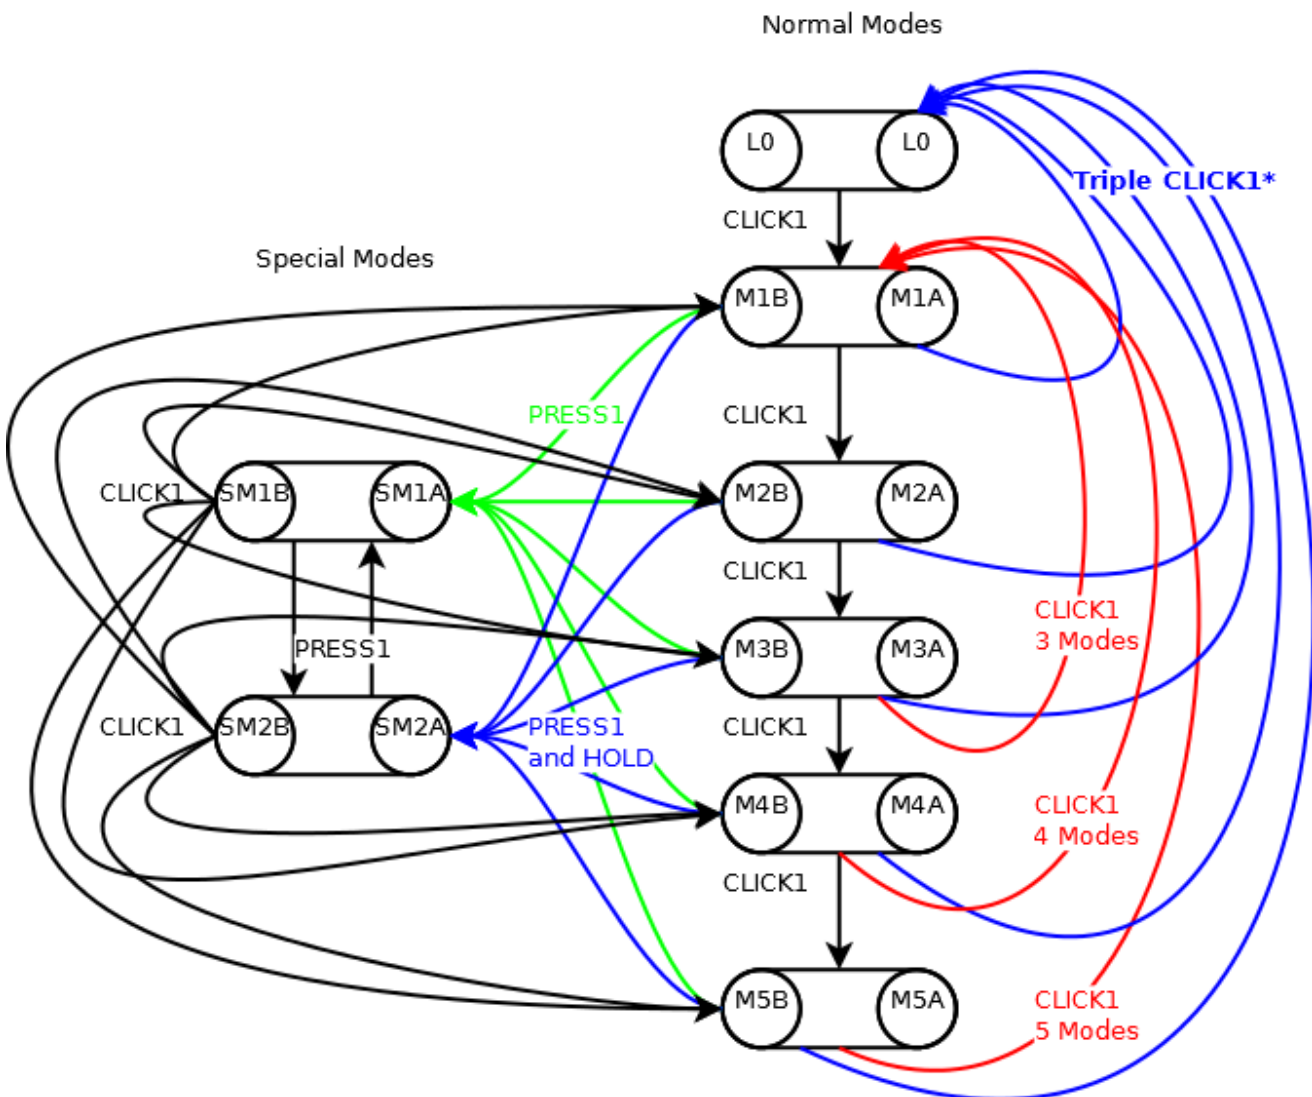 Normal Modes
L0 L0
Triple CLICK1*
CLICK1
Special Modes
M1B M1A
PRESS1
CLICK1
CLICK1
SM1B SM1A
M2B M2A
CLICK1
CLICK1
3 Modes
PRESS1
M3B M3A
CLICK1
SM2B SM2A
PRESS1
and HOLD
CLICK1
M4B M4A
CLICK1
4 Modes
CLICK1
M5B M5A
CLICK1
5 Modes